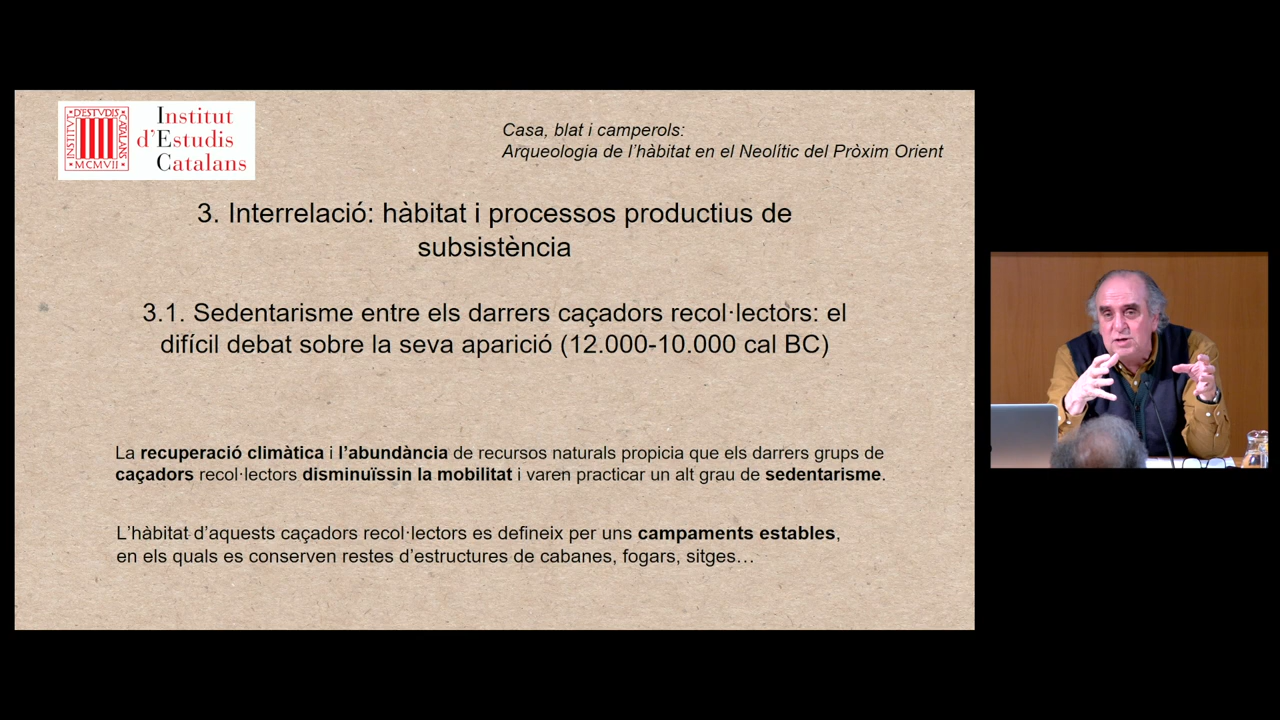 INSTITUT D'ESTVDIS CATALANS
MCMVII
Institut
d'Estudis
Catalans
Casa, blat i camperols:
Arqueologia de l'hàbitat en el Neolític del Pròxim Orient
3. Interrelació: hàbitat i processos productius de
subsistència
3.1. Sedentarisme entre els darrers caçadors recol·lectors: el
difícil debat sobre la seva aparició (12.000-10.000 cal BC)
La recuperació climàtica i l'abundància de recursos naturals propicia que els darrers grups de
caçadors recol·lectors disminuïssin la mobilitat i varen practicar un alt grau de sedentarisme.
L'hàbitat d'aquests caçadors recol·lectors es defineix per uns campaments estables,
en els quals es conserven restes d'estructures de cabanes, fogars, sitges…